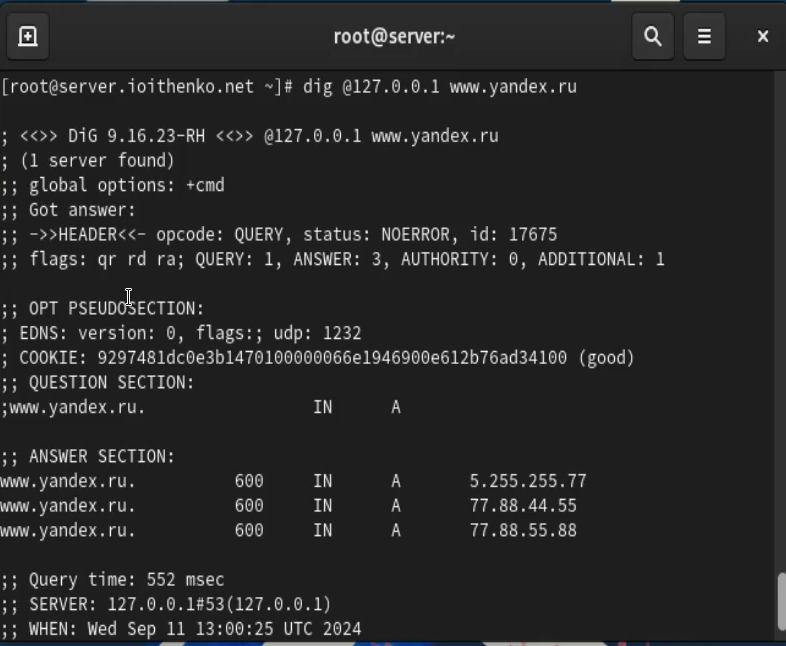 root@server:~
[root@server.ioithenko.net ~]# dig @127.0.0.1 www.yandex.ru
; <<>> DiG 9.16.23-RH <<>> @127.0.0.1 www.yandex.ru
; (1 server found)
;; global options: +cmd
;; Got answer:
;; ->>HEADER<<- opcode: QUERY, status: NOERROR, id: 17675
;; flags: qr rd ra; QUERY: 1, ANSWER: 3, AUTHORITY: 0, ADDITIONAL: 1
;; OPT PSEUDOSECTION:
; EDNS: version: 0, flags:; udp: 1232
; COOKIE: 9297481dc0e3b1470100000066e1946900e612b76ad34100 (good)
;; QUESTION SECTION:
;www.yandex.ru. IN A
;; ANSWER SECTION:
www.yandex.ru. 600 IN A 5.255.255.77
www.yandex.ru. 600 IN A 77.88.44.55
www.yandex.ru. 600 IN A 77.88.55.88
;; Query time: 552 msec
;; SERVER: 127.0.0.1#53(127.0.0.1)
;; WHEN: Wed Sep 11 13:00:25 UTC 2024